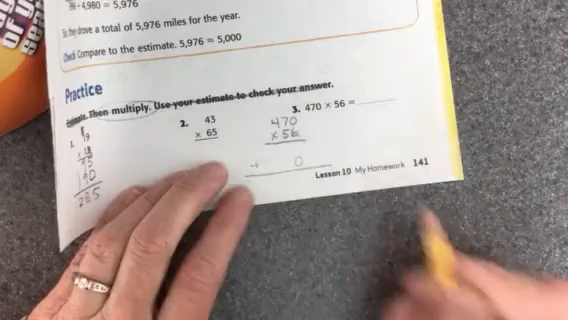 + 4,980 = 5,976
So, they drove a total of 5,976 miles for the year.
Check Compare to the estimate. 5,976 ≈ 5,000
Practice
Estimate. Then multiply. Use your estimate to check your answer.
1. 19
95
190
285
2. 43
x 65
3. 470 × 56 =
470
x 56
+ 0
Lesson 10 My Homework 141